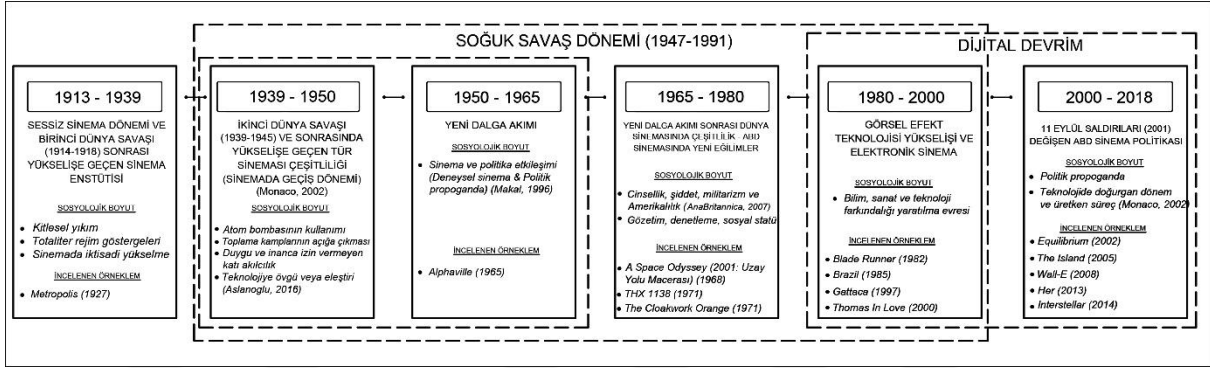 SOĞUK SAVAŞ DÖNEMİ (1947-1991)
DİJİTAL DEVRİM
1913 - 1939
SESSİZ SİNEMA DÖNEMİ VE
BİRİNCİ DÜNYA SAVAŞI
(1914-1918) SONRASI
YÜKSELİŞE GEÇEN SİNEMA
ENSTÜTİSİ
SOSYOLOJİK BOYUT
• Kitlesel yıkım
• Totaliter rejim göstergeleri
• Sinemada iktisadi yükselme
İNCELENEN ÖRNEKLEM
• Metropolis (1927)
1939 - 1950
İKİNCİ DÜNYA SAVAŞI
(1939-1945) VE SONRASINDA
YÜKSELİŞE GEÇEN TÜR
SİNEMASI ÇEŞİTLİLİĞİ
(SİNEMADA GEÇİŞ DÖNEMİ)
(Monaco, 2002)
SOSYOLOJİK BOYUT
• Atom bombasının kullanımı
• Toplama kamplarının açığa çıkması
• Duygu ve inanca izin vermeyen
katı akılcılık
• Teknolojiye övgü veya eleştiri
(Aslanoglu, 2016)
1950 - 1965
YENİ DALGA AKIMI
SOSYOLOJİK BOYUT
• Sinema ve politika etkileşimi
(Deneysel sinema & Politik
propoganda) (Makal, 1996)
İNCELENEN ÖRNEKLEM
• Alphaville (1965)
1965 - 1980
YENİ DALGA AKIMI SONRASI DÜNYA
SİNEMASINDA ÇEŞİTLİLİK - ABD
SİNEMASINDA YENİ EĞİLİMLER
SOSYOLOJİK BOYUT
• Cinsellik, şiddet, militarizm ve
Amerikalılık (AnaBritannica, 2007)
• Gözetim, denetleme, sosyal statü
İNCELENEN ÖRNEKLEM
• A Space Odyssey (2001: Uzay
Yolu Macerası) (1968)
• THX 1138 (1971)
• The Cloakwork Orange (1971)
1980 - 2000
GÖRSEL EFEKT
TEKNOLOJİSİ YÜKSELİŞİ VE
ELEKTRONİK SİNEMA
SOSYOLOJİK BOYUT
• Bilim, sanat ve teknoloji
farkındalığı yaratılma evresi
İNCELENEN ÖRNEKLEM
• Blade Runner (1982)
• Brazil (1985)
• Gattaca (1997)
• Thomas In Love (2000)
2000 - 2018
11 EYLÜL SALDIRILARI (2001)
DEĞİŞEN ABD SİNEMA POLİTİKASI
SOSYOLOJİK BOYUT
• Politik propoganda
• Teknolojide doğurgan dönem
ve üretken süreç (Monaco, 2002)
İNCELENEN ÖRNEKLEM
• Equilibrium (2002)
• The Island (2005)
• Wall-E (2008)
• Her (2013)
• Interstellar (2014)